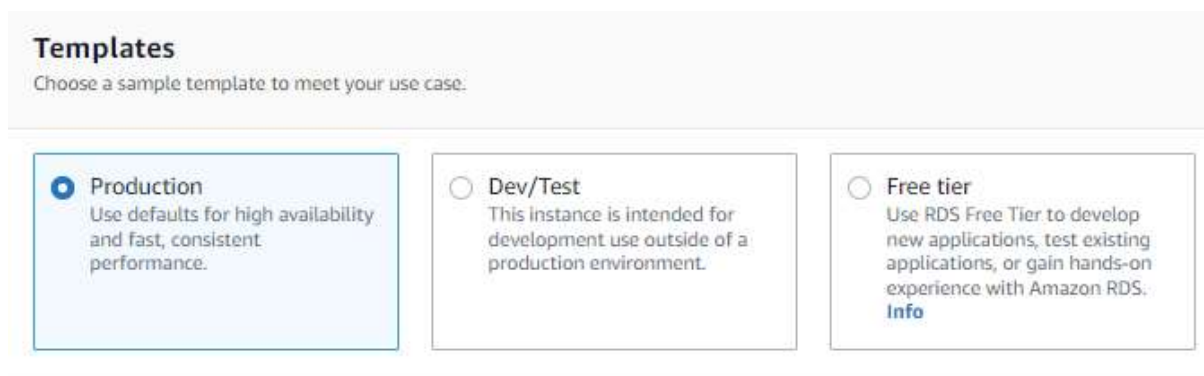 Templates
Choose a sample template to meet your use case.
Production
Use defaults for high availability
and fast, consistent
performance.
Dev/Test
This instance is intended for
development use outside of a
production environment.
Free tier
Use RDS Free Tier to develop
new applications, test existing
applications, or gain hands-on
experience with Amazon RDS.
Info